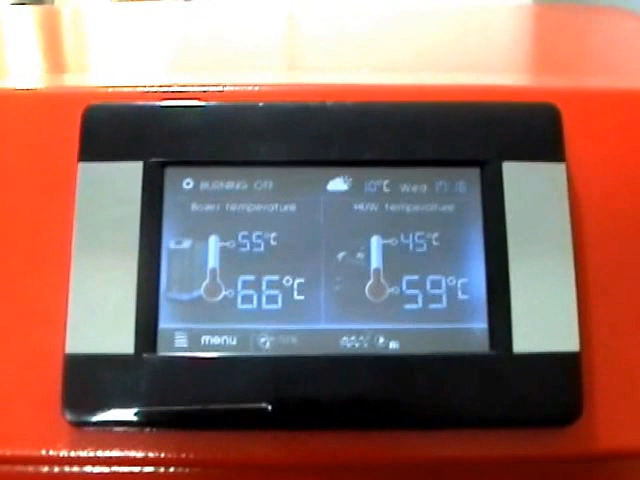 BURNING OFF 10°C Wed
Boiler temperature HUW temperature
55°C 45°C
66°C 59°C
menu